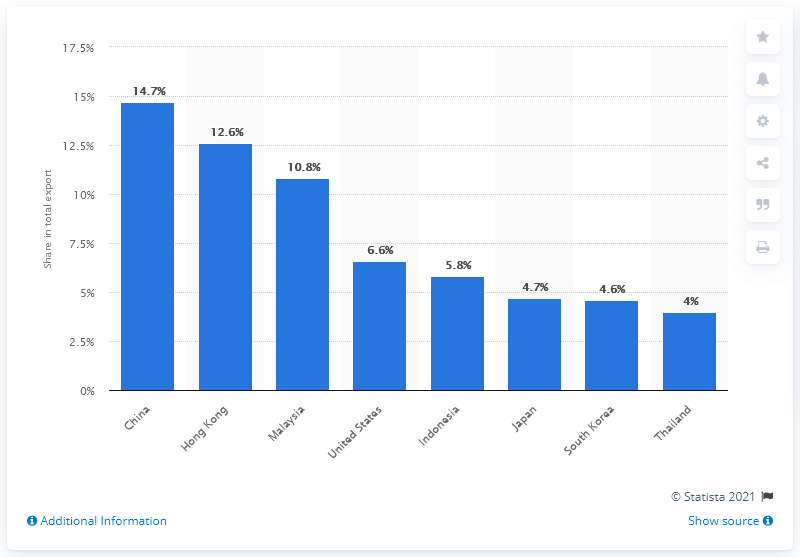 17.5%
15%
12.5%
10%
7.5%
5%
2.5%
0%
Share in total export
14.7%
12.6%
10.8%
6.6%
5.8%
4.7%
4.6%
4%
China
Hong Kong
Malaysia
United States
Indonesia
Japan
South Korea
Thailand
© Statista 2021
Additional Information
Show source